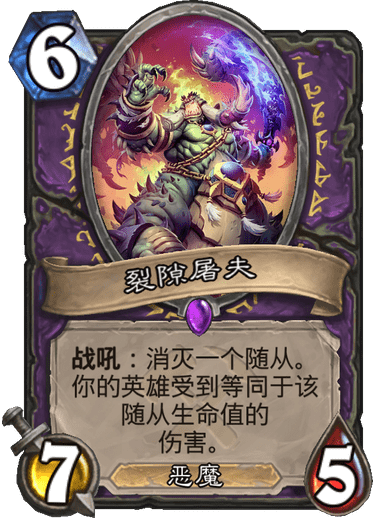 6
裂隙屠夫
战吼：消灭一个随从。
你的英雄受到等同于该
随从生命值的
伤害。
7
恶魔
5